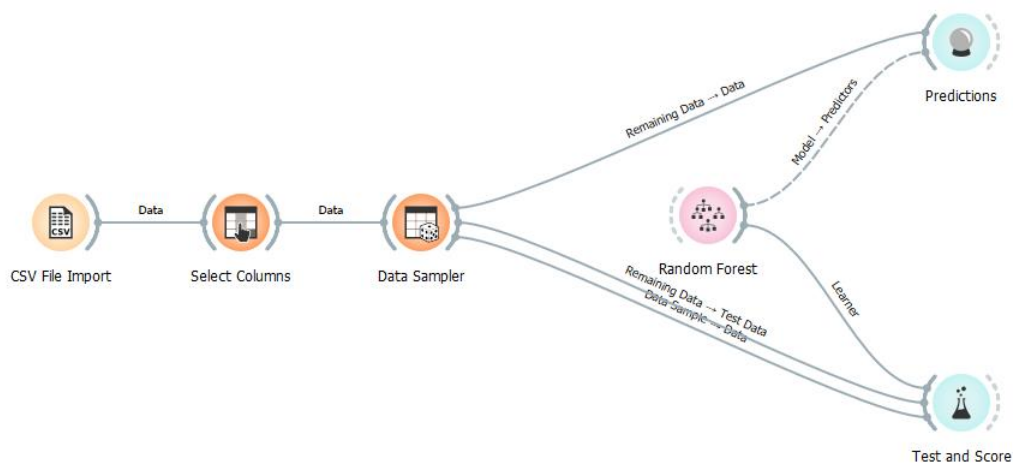 Predictions
Remaining Data → Data
Model → Predictors
CSV
Data
Data
CSV File Import
Select Columns
Data Sampler
Random Forest
Remaining Data → Test Data
Data Sample → Data
Learner
Test and Score